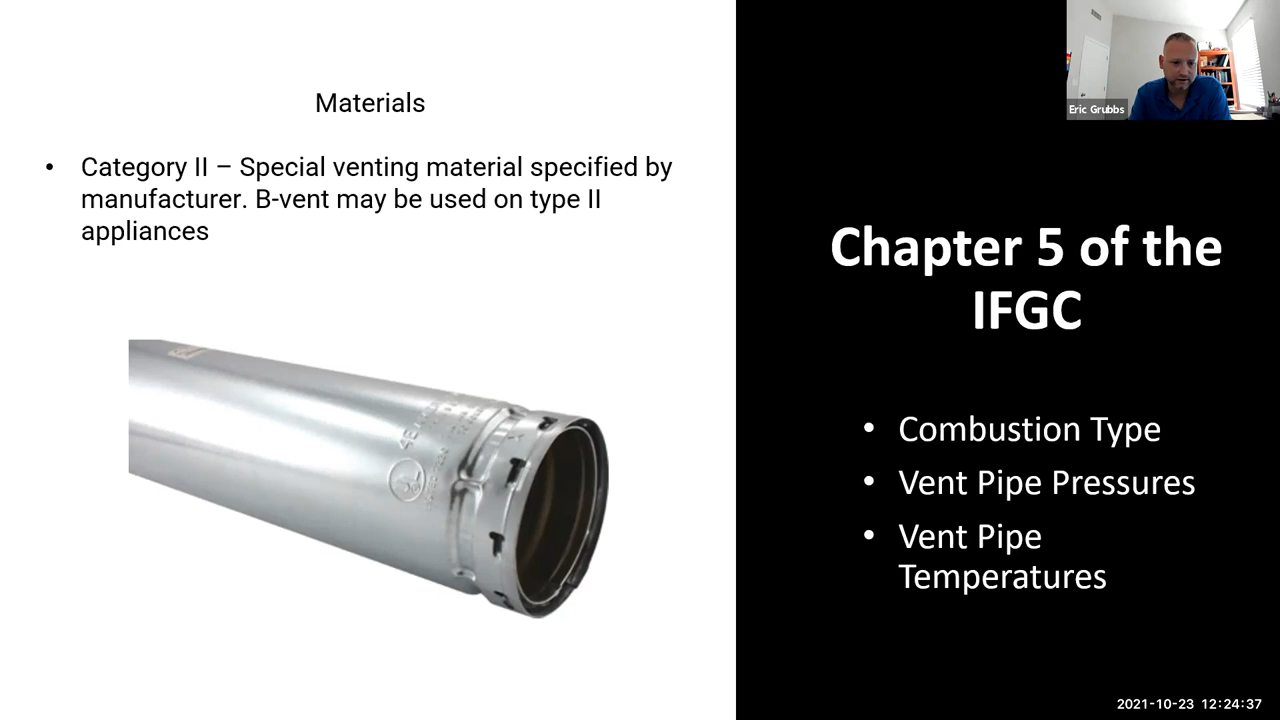 Materials
• Category II – Special venting material specified by
manufacturer. B-vent may be used on type II
appliances
Eric Grubbs
Chapter 5 of the
IFGC
• Combustion Type
• Vent Pipe Pressures
• Vent Pipe
Temperatures
2021-10-23 12:24:37